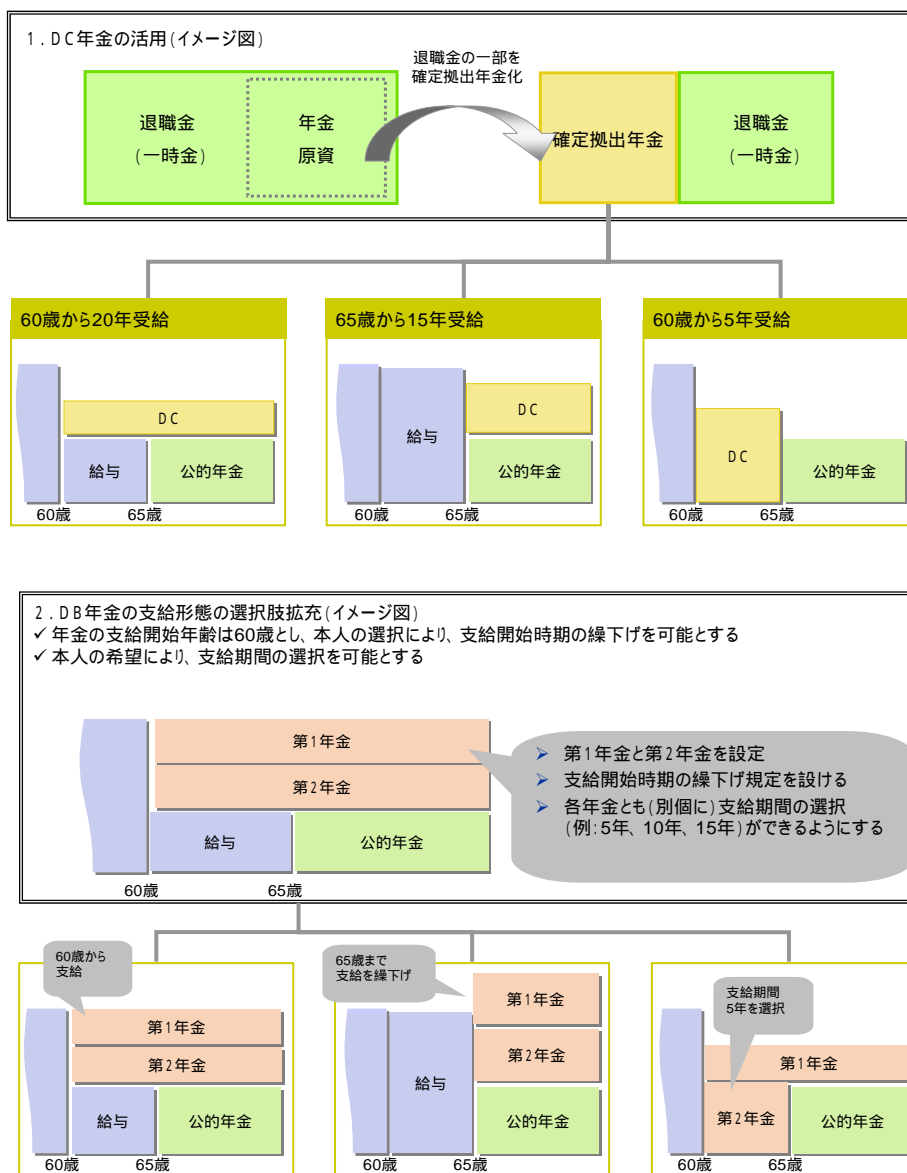 1.DC年金の活用(イメージ図)
退職金の一部を
確定拠出年金化
退職金
(一時金)
年金
原資
確定拠出年金
退職金
(一時金)
60歳から20年受給
DC
給与
公的年金
60歳
65歳
65歳から15年受給
給与
DC
公的年金
60歳
65歳
60歳から5年受給
DC
公的年金
60歳
65歳
2.DB年金の支給形態の選択肢拡充(イメージ図)
✓ 年金の支給開始年齢は60歳とし、本人の選択により、支給開始時期の繰下げを可能とする
✓ 本人の希望により、支給期間の選択を可能とする
第1年金
第2年金
給与
公的年金
60歳
65歳
➢ 第1年金と第2年金を設定
➢ 支給開始時期の繰下げ規定を設ける
➢ 各年金とも(別個に)支給期間の選択
(例:5年、10年、15年)ができるようにする
60歳から
支給
第1年金
第2年金
給与
公的年金
60歳
65歳
65歳まで
支給を繰下げ
第1年金
第2年金
給与
公的年金
60歳
65歳
支給期間
5年を選択
第1年金
第2年金
公的年金
60歳
65歳